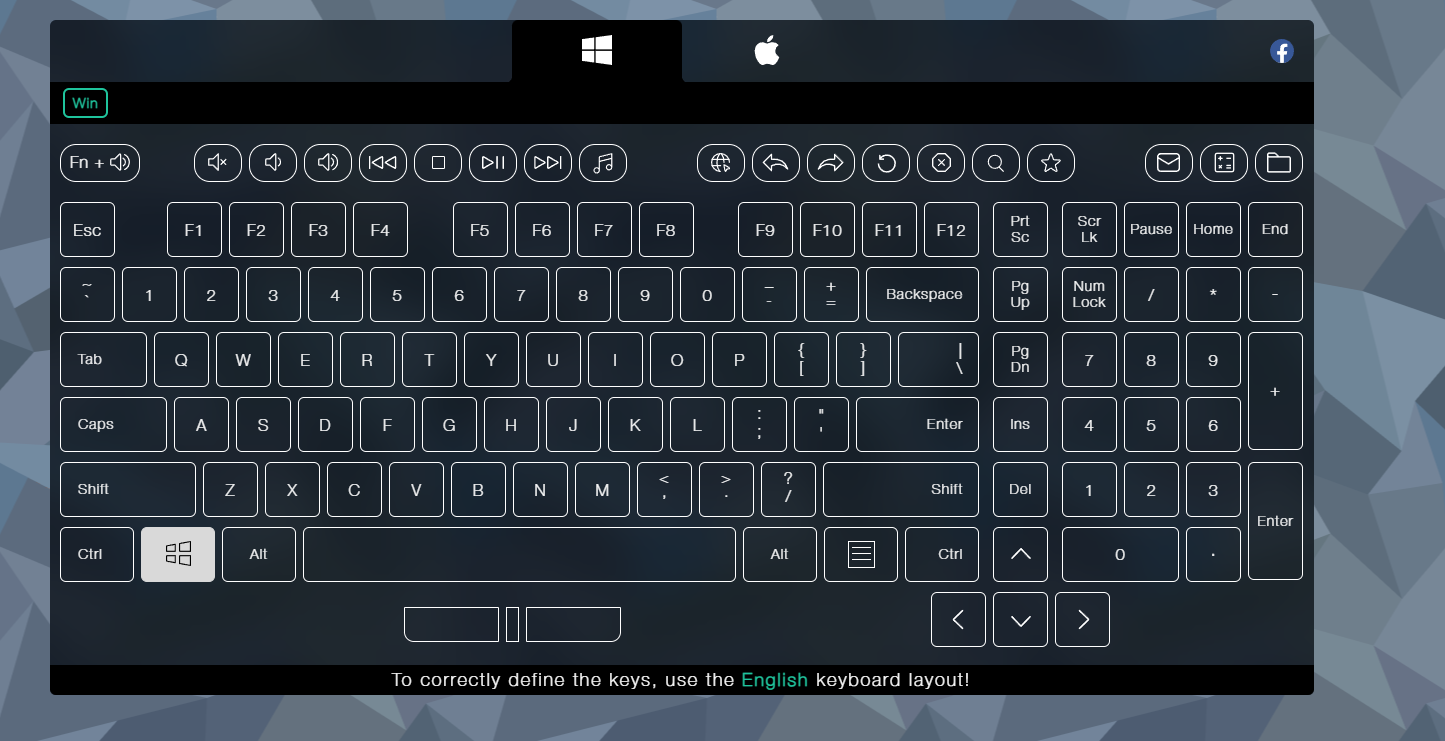 Win
Fn +
Esc F1 F2 F3 F4 F5 F6 F7 F8 F9 F10 F11 F12 Prt Sc Scr Lk Pause Home End
~ ` 1 2 3 4 5 6 7 8 9 0 _ - + = Backspace Pg Up Num Lock / * -
Tab Q W E R T Y U I O P { [ } ] | \ Pg Dn 7 8 9 +
Caps A S D F G H J K L : ; " ' Enter Ins 4 5 6
Shift Z X C V B N M < , > . ? / Shift Del 1 2 3 Enter
Ctrl Alt Alt Ctrl 0 .
To correctly define the keys, use the English keyboard layout!